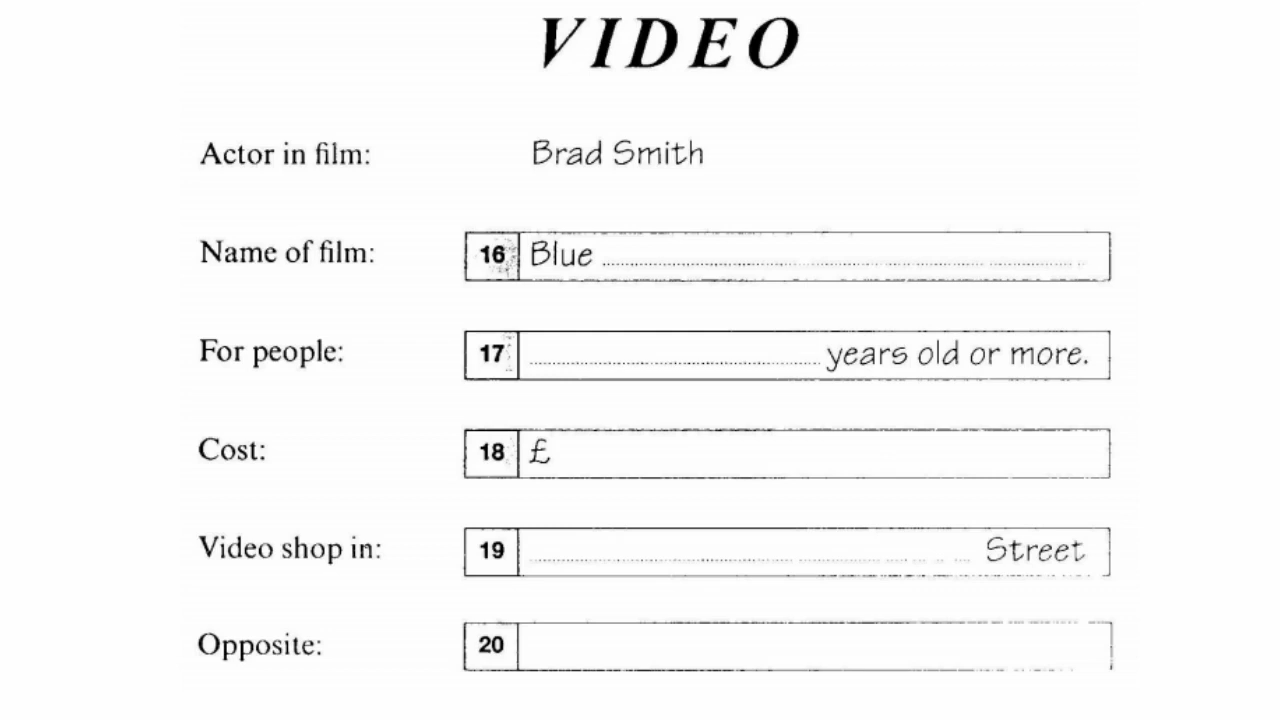 VIDEO
Actor in film: Brad Smith
Name of film: 16 Blue
For people: 17 years old or more.
Cost: 18 £
Video shop in: 19 Street
Opposite: 20